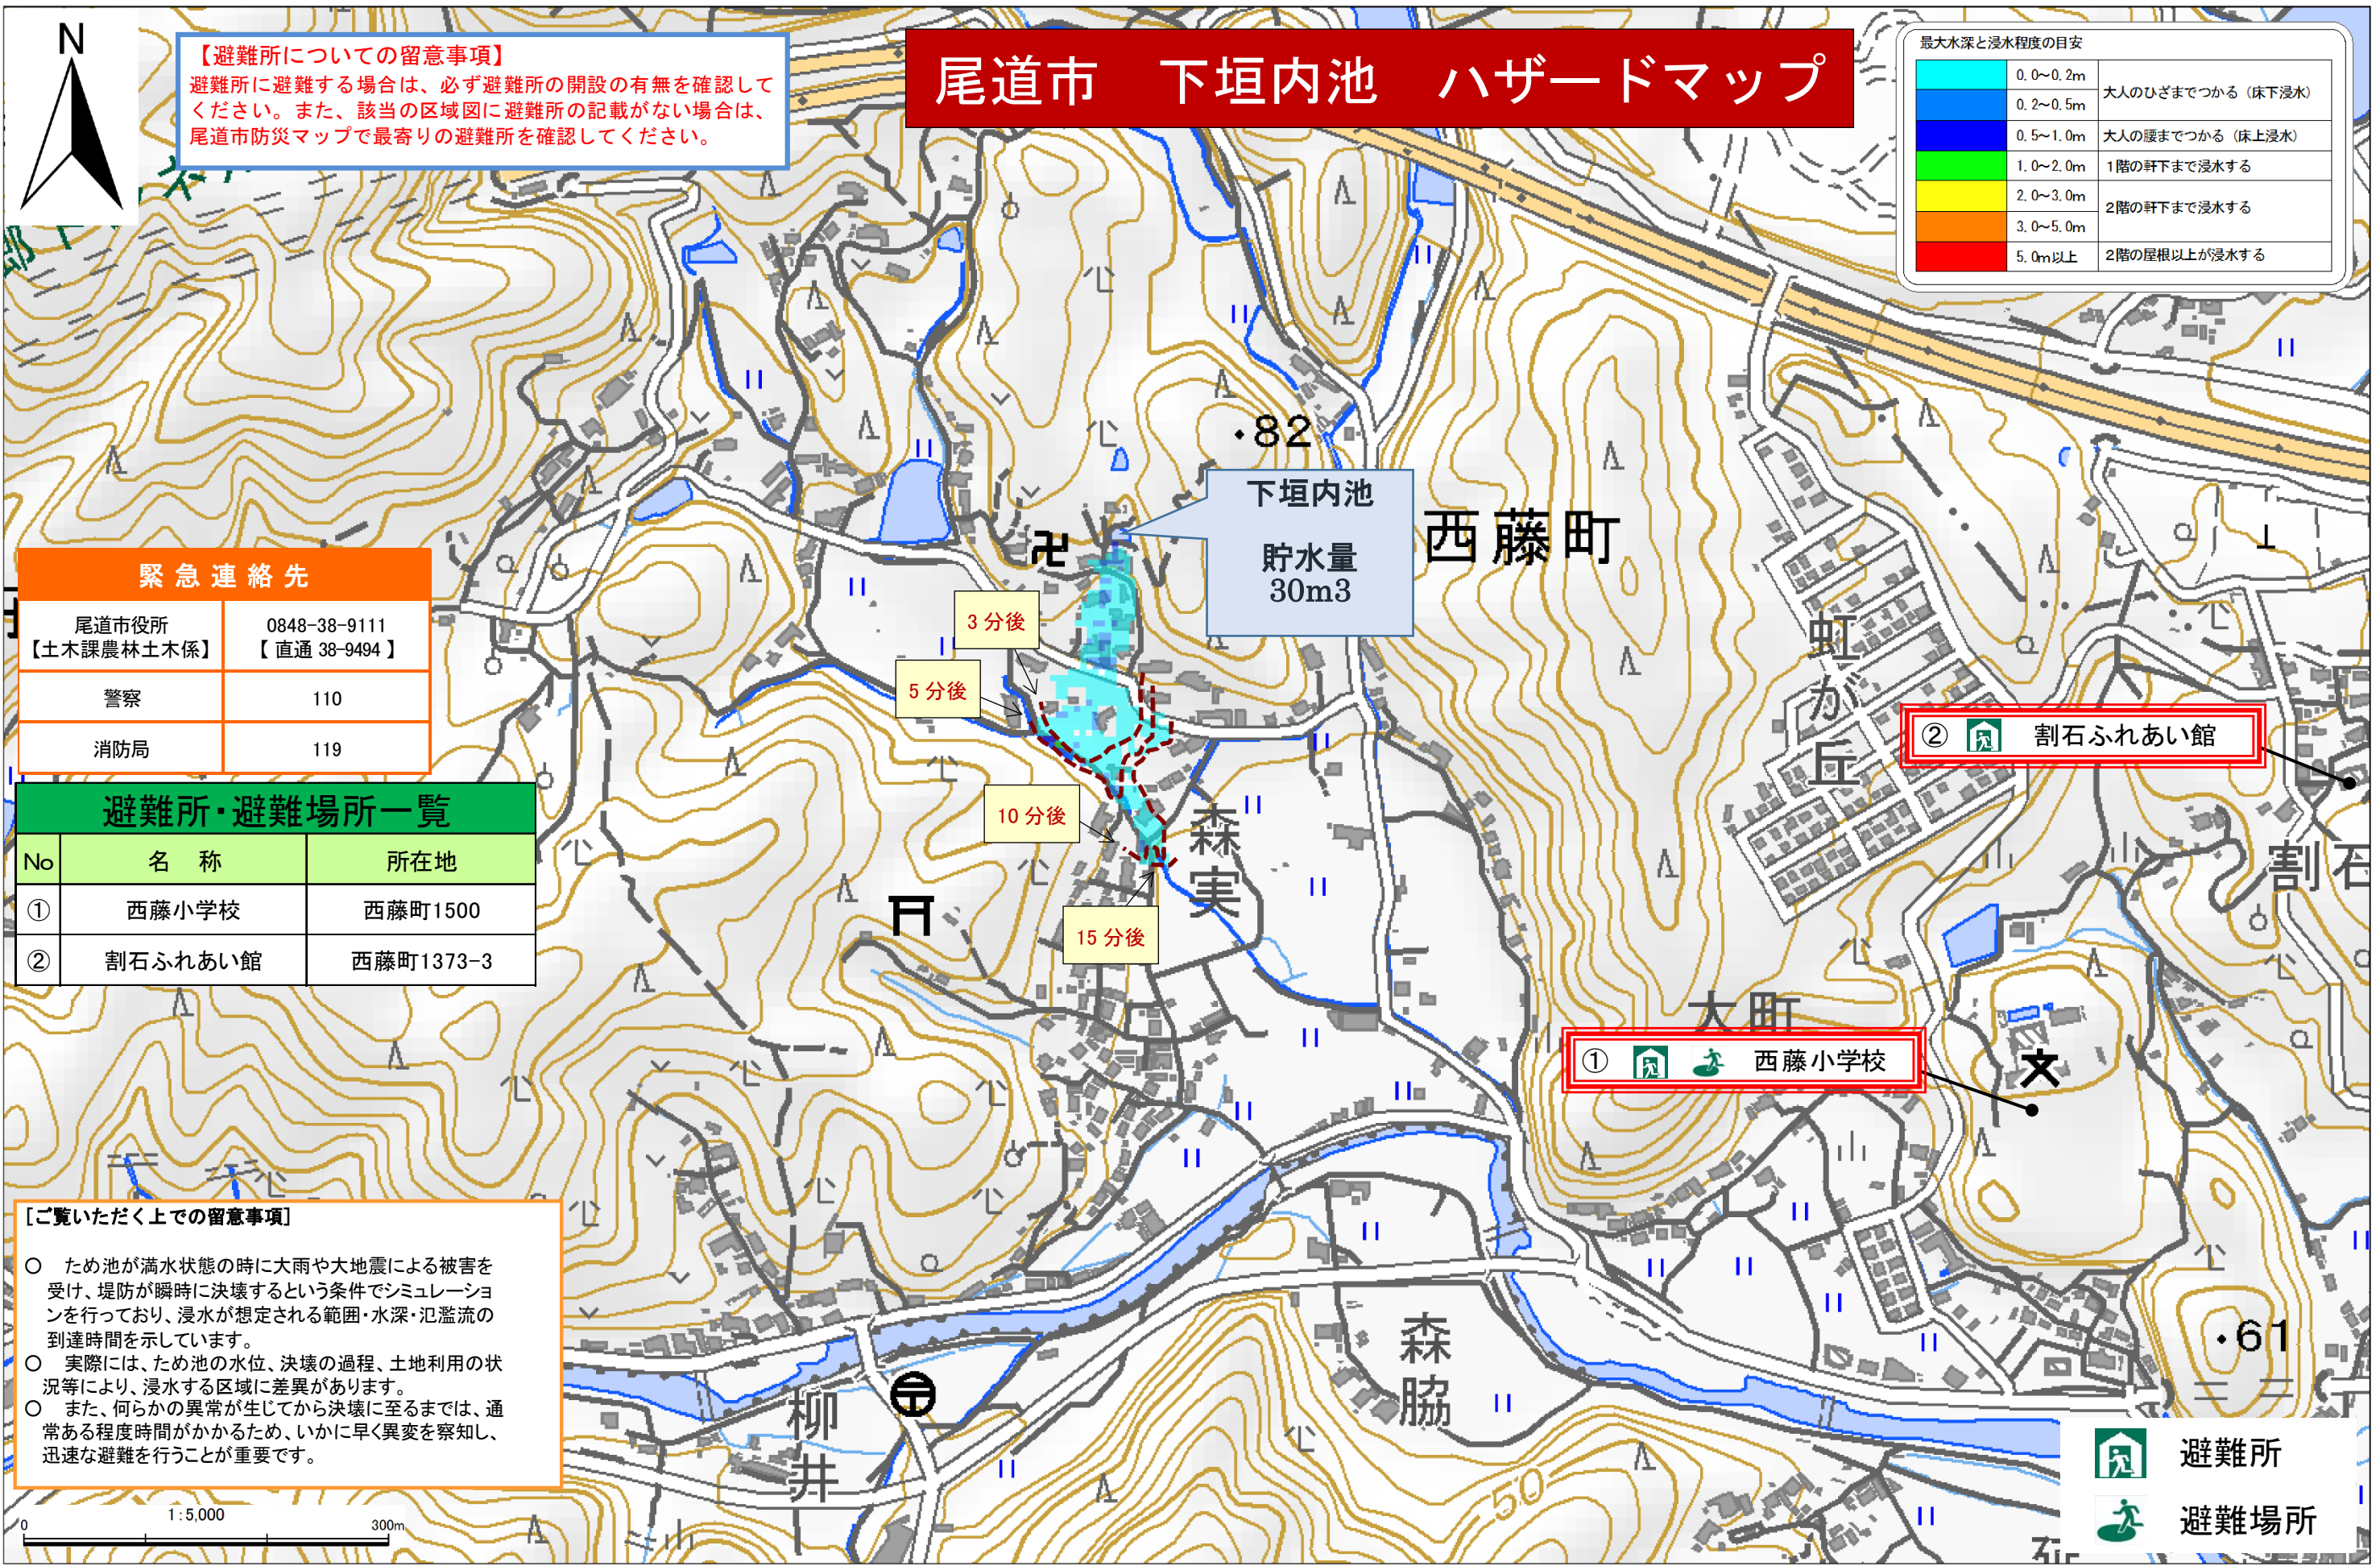 N
【避難所についての留意事項】
避難所に避難する場合は、必ず避難所の開設の有無を確認して
ください。また、該当の区域図に避難所の記載がない場合は、
尾道市防災マップで最寄りの避難所を確認してください。
尾道市 下垣内池 ハザードマップ
最大水深と浸水程度の目安
0.0～0.2m
大人のひざまでつかる（床下浸水）
0.2～0.5m
0.5～1.0m 大人の腰までつかる（床上浸水）
1.0～2.0m 1階の軒下まで浸水する
2.0～3.0m
2階の軒下まで浸水する
3.0～5.0m
5.0m以上 2階の屋根以上が浸水する
・82
下垣内池
貯水量
30m3
西藤町
緊急連絡先
尾道市役所
【土木課農林土木係】
0848-38-9111
【 直通 38-9494 】
警察 110
消防局 119
3 分後
5 分後
10 分後
15 分後
虹が丘
② 割石ふれあい館
割石
森実
避難所・避難場所一覧
No 名 称 所在地
① 西藤小学校 西藤町1500
② 割石ふれあい館 西藤町1373-3
大町
① 西藤小学校
文
[ご覧いただく上での留意事項]
○ ため池が満水状態の時に大雨や大地震による被害を
受け、堤防が瞬時に決壊するという条件でシミュレーショ
ンを行っており、浸水が想定される範囲・水深・氾濫流の
到達時間を示しています。
○ 実際には、ため池の水位、決壊の過程、土地利用の状
況等により、浸水する区域に差異があります。
○ また、何らかの異常が生じてから決壊に至るまでは、通
常ある程度時間がかかるため、いかに早く異変を察知し、
迅速な避難を行うことが重要です。
森脇
柳井
・61
50
1:5,000
0 300m
避難所
避難場所